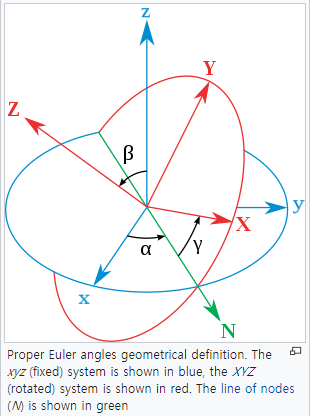 z
Y
Z
β
y
X
α
γ
x
N
Proper Euler angles geometrical definition. The
xyz (fixed) system is shown in blue, the XYZ
(rotated) system is shown in red. The line of nodes
(N) is shown in green